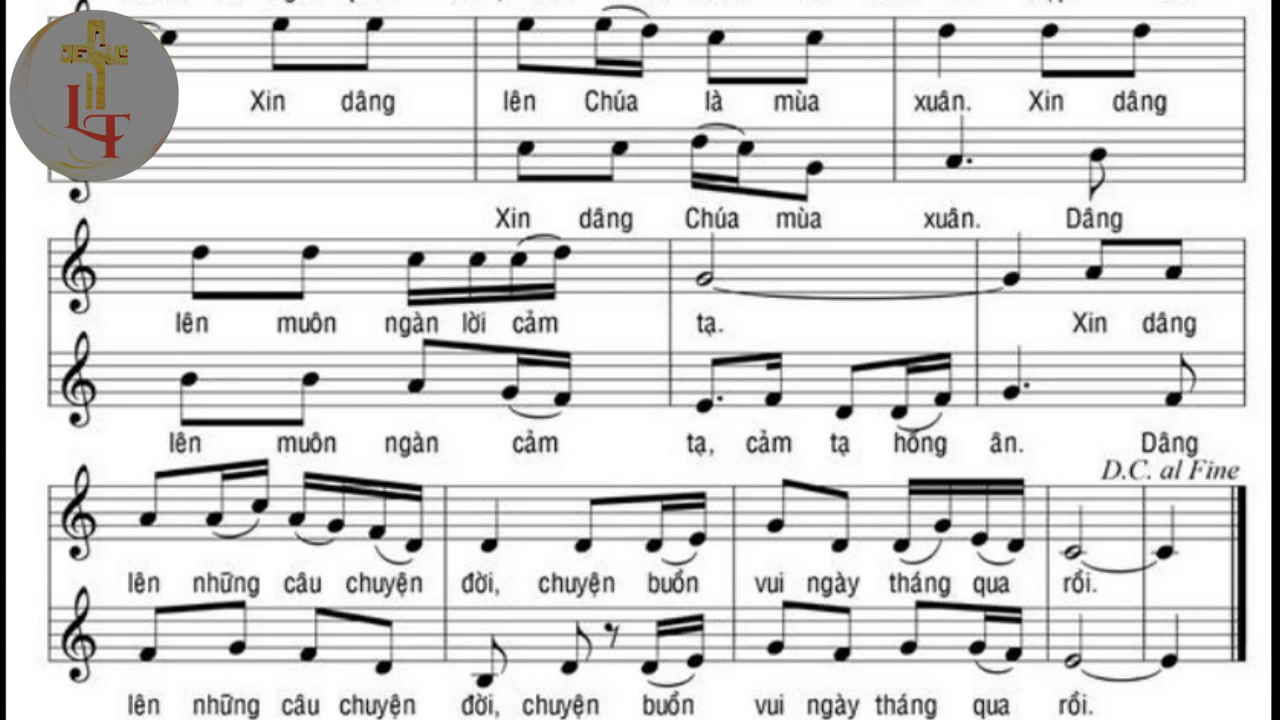 JESUS
LT
Xin dâng lên Chúa là mùa xuân. Xin dâng
Xin dâng Chúa mùa xuân. Dâng
lên muôn ngàn lời cảm tạ. Xin dâng
lên muôn ngàn cảm tạ, cảm tạ hồng ân. Dâng
D.C. al Fine
lên những câu chuyện đời, chuyện buồn vui ngày tháng qua rồi.
lên những câu chuyện đời, chuyện buồn vui ngày tháng qua rồi.